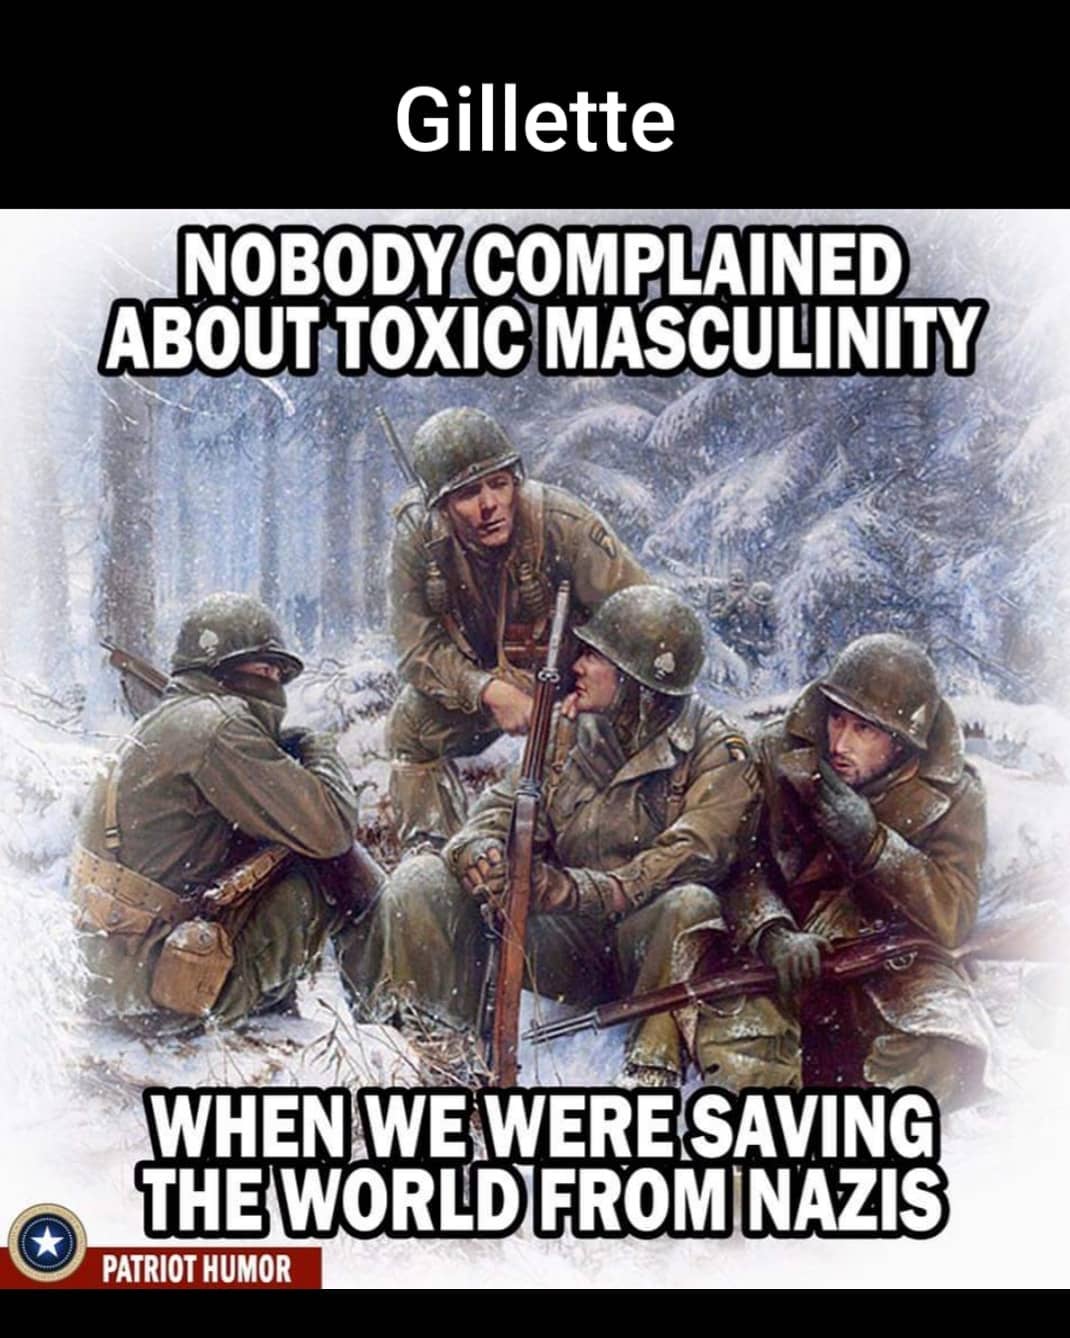 Gillette
NOBODY COMPLAINED
ABOUT TOXIC MASCULINITY
WHEN WE WERE SAVING
THE WORLD FROM NAZIS
PATRIOT HUMOR